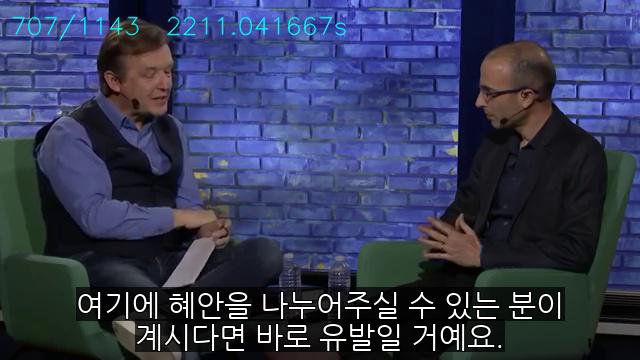 707/1143 2211.041667s
여기에 혜안을 나누어주실 수 있는 분이
계시다면 바로 유발일 거예요.